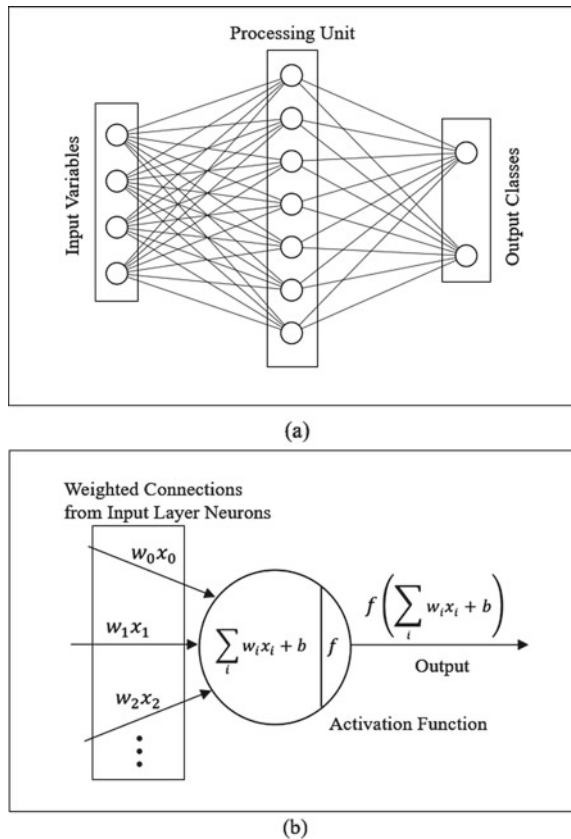 Processing Unit
Input Variables
Output Classes
(a)
Weighted Connections
from Input Layer Neurons
w₀x₀
w₁x₁
w₂x₂
⋮
∑ᵢ wᵢxᵢ + b
f
f(∑ᵢ wᵢxᵢ + b)
Output
Activation Function
(b)